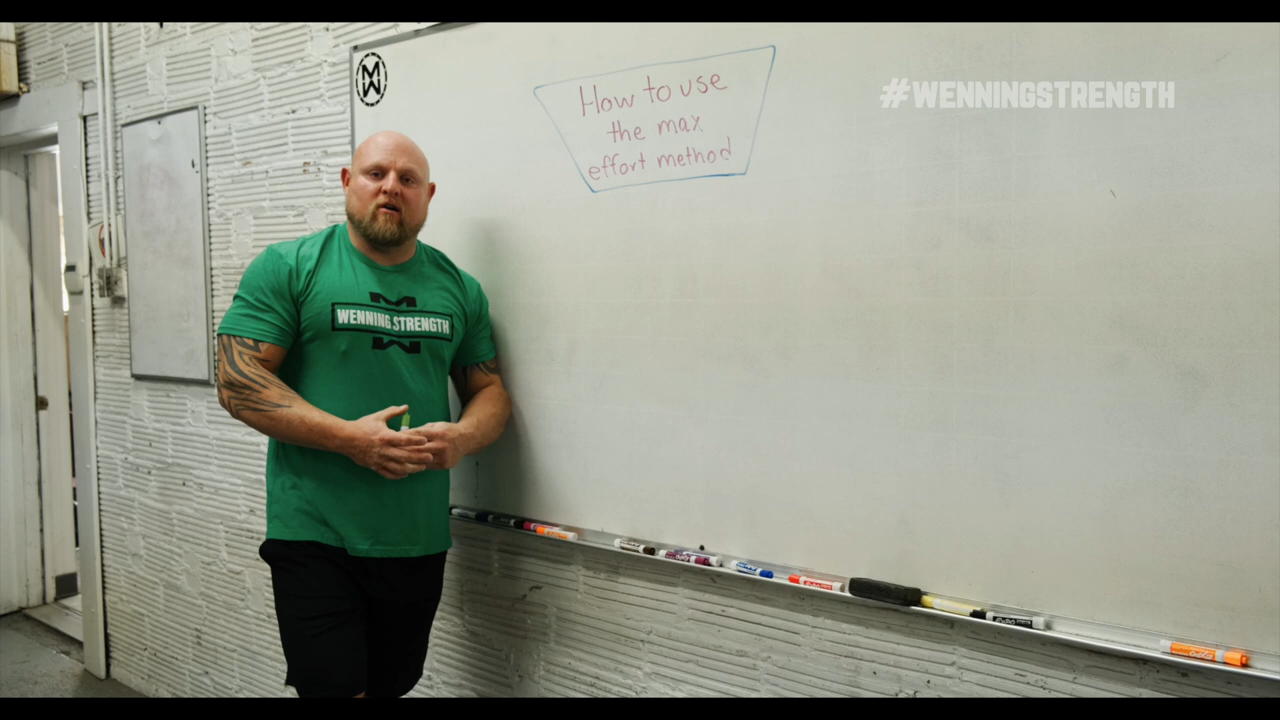 How to use
the max
effort method
#WENNINGSTRENGTH
WENNING STRENGTH